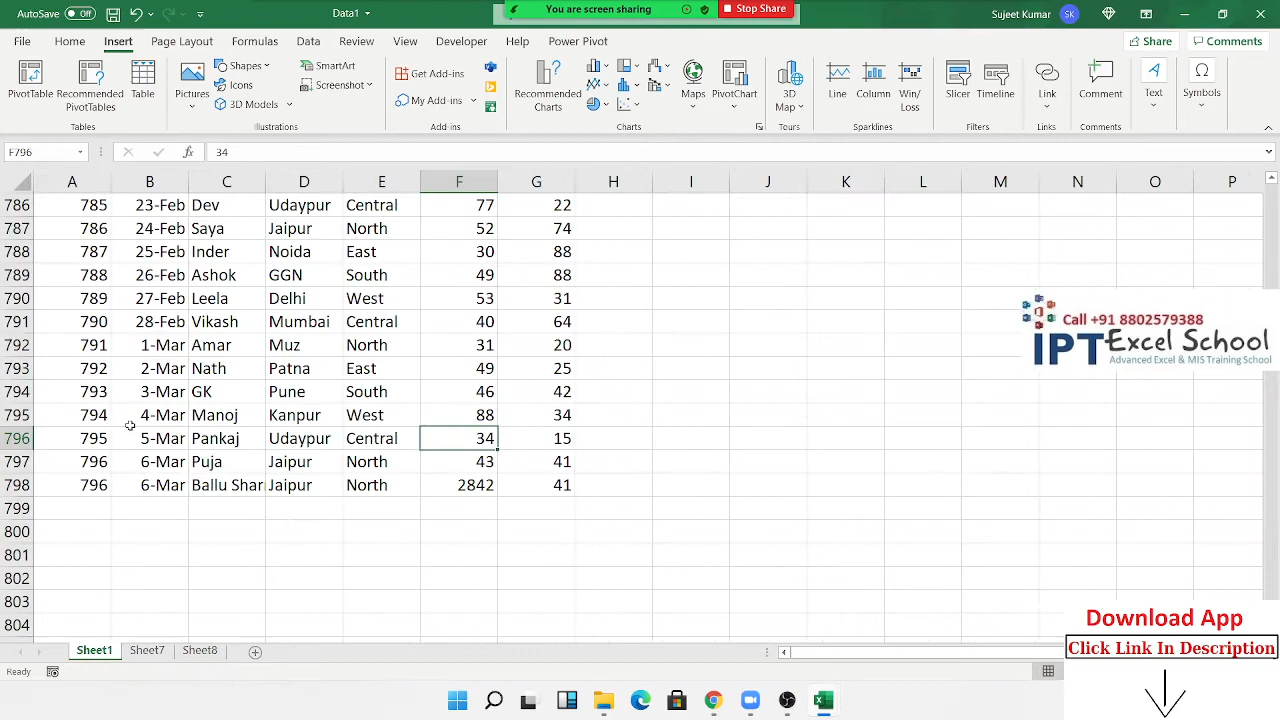 AutoSave Off Data1 You are screen sharing Stop Share Sujeet Kumar SK
File Home Insert Page Layout Formulas Data Review View Developer Help Power Pivot Share Comments
PivotTable Recommended PivotTables Table Pictures Shapes Icons 3D Models SmartArt Screenshot Get Add-ins My Add-ins Recommended Charts Maps PivotChart 3D Map Line Column Win/Loss Slicer Timeline Link Comment Text Symbols
Tables Illustrations Add-ins Charts Tours Sparklines Filters Links Comments
F796 fx 34
A B C D E F G H I J K L M N O P
786 785 23-Feb Dev Udaypur Central 77 22
787 786 24-Feb Saya Jaipur North 52 74
788 787 25-Feb Inder Noida East 30 88
789 788 26-Feb Ashok GGN South 49 88
790 789 27-Feb Leela Delhi West 53 31
791 790 28-Feb Vikash Mumbai Central 40 64
792 791 1-Mar Amar Muz North 31 20
793 792 2-Mar Nath Patna East 49 25
794 793 3-Mar GK Pune South 46 42
795 794 4-Mar Manoj Kanpur West 88 34
796 795 5-Mar Pankaj Udaypur Central 34 15
797 796 6-Mar Puja Jaipur North 43 41
798 796 6-Mar Ballu Shar Jaipur North 2842 41
799
800
801
802
803
804
Call +91 8802579388
IPT Excel School
Advanced Excel & MIS Training School
Download App
Click Link In Description
Sheet1 Sheet7 Sheet8
Ready